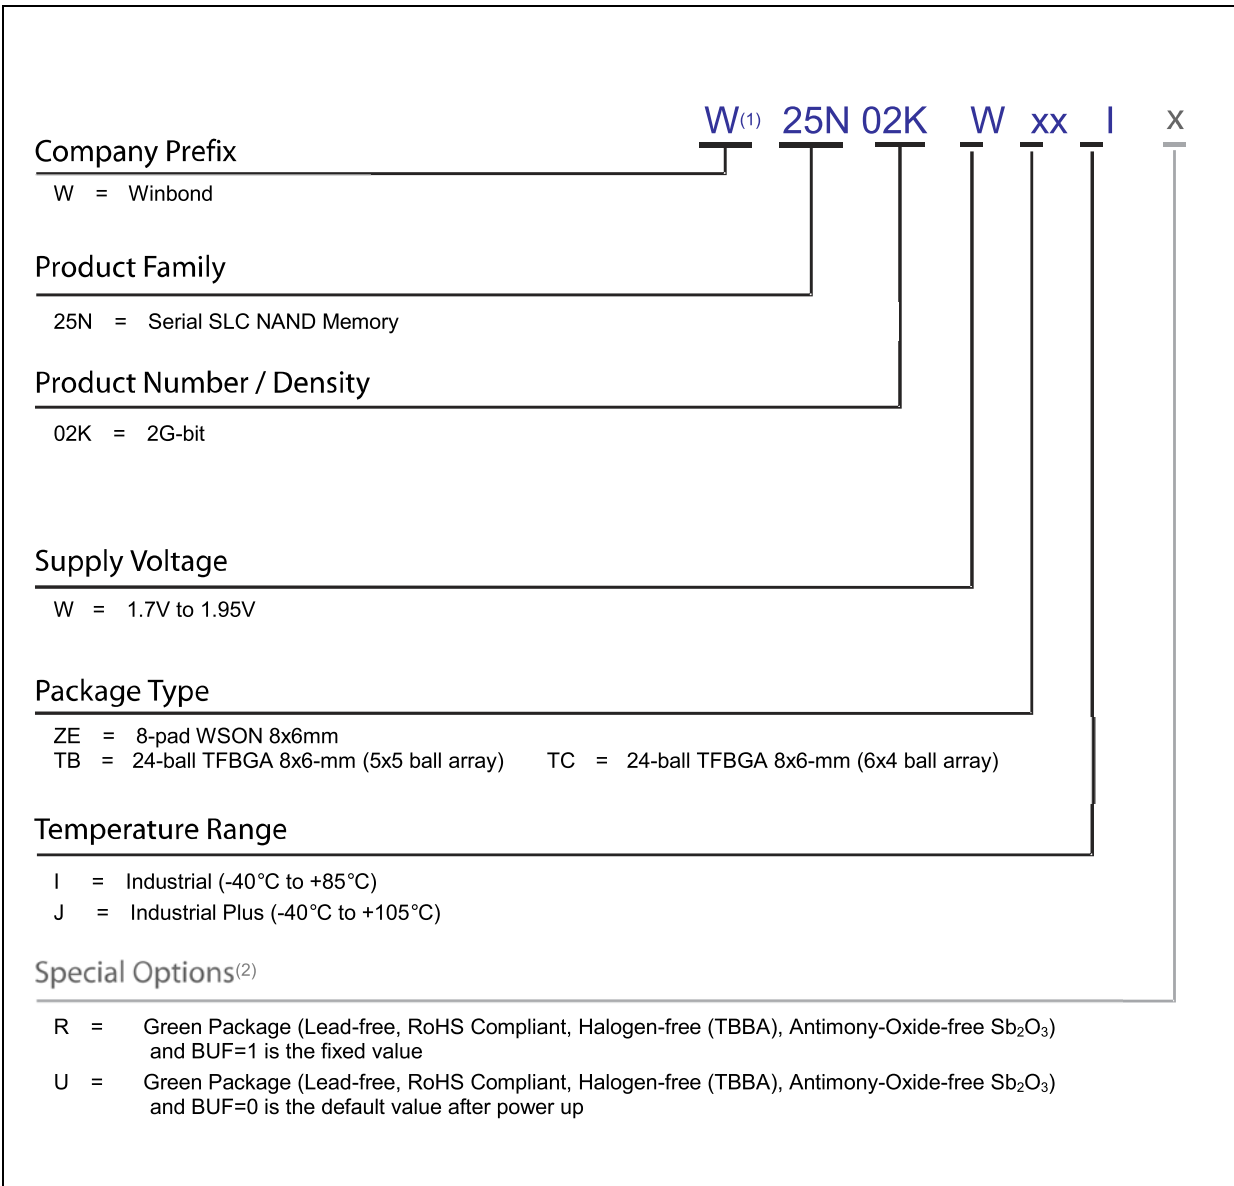 W(1) 25N 02K W xx I x
Company Prefix
W = Winbond
Product Family
25N = Serial SLC NAND Memory
Product Number / Density
02K = 2G-bit
Supply Voltage
W = 1.7V to 1.95V
Package Type
ZE = 8-pad WSON 8x6mm
TB = 24-ball TFBGA 8x6-mm (5x5 ball array) TC = 24-ball TFBGA 8x6-mm (6x4 ball array)
Temperature Range
I = Industrial (-40°C to +85°C)
J = Industrial Plus (-40°C to +105°C)
Special Options(2)
R = Green Package (Lead-free, RoHS Compliant, Halogen-free (TBBA), Antimony-Oxide-free Sb₂O₃)
and BUF=1 is the fixed value
U = Green Package (Lead-free, RoHS Compliant, Halogen-free (TBBA), Antimony-Oxide-free Sb₂O₃)
and BUF=0 is the default value after power up